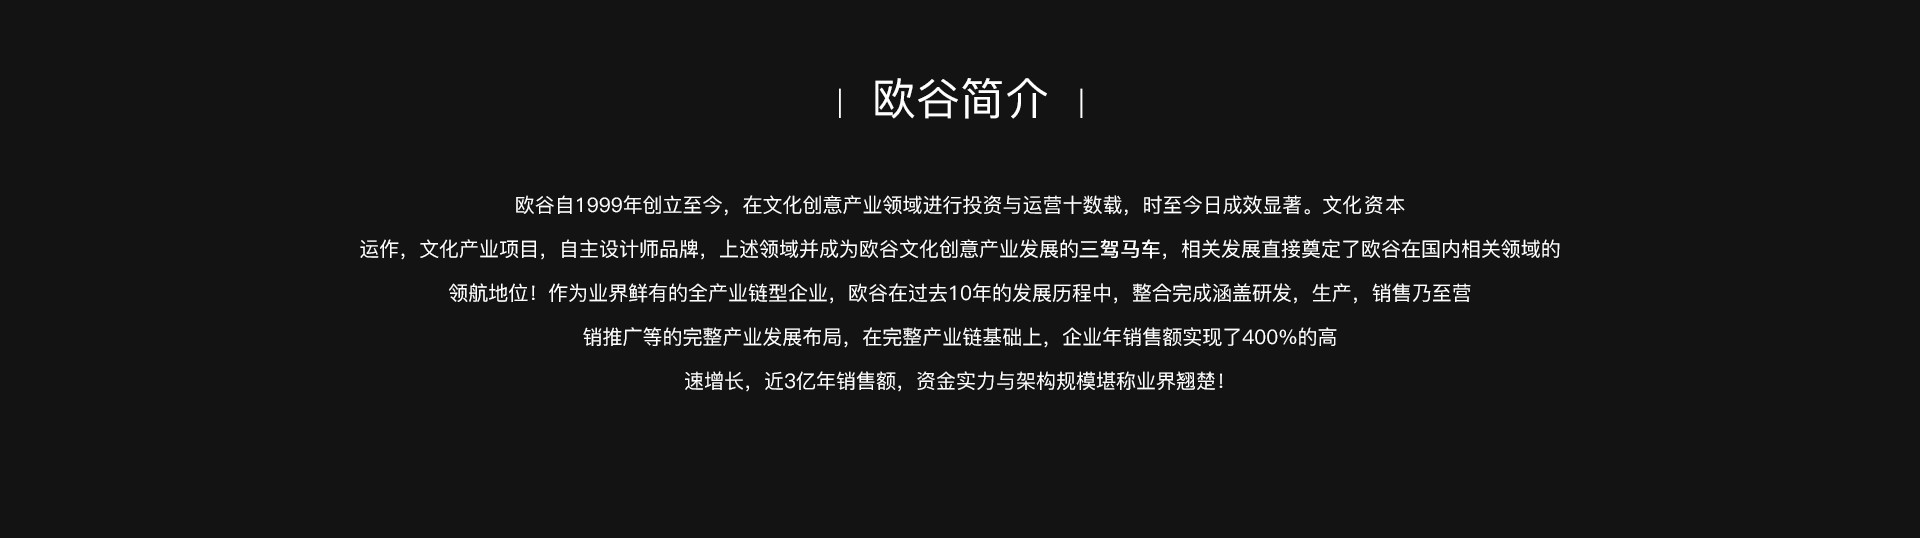 欧谷简介
欧谷自1999年创立至今，在文化创意产业领域进行投资与运营十数载，时至今日成效显著。文化资本
运作，文化产业项目，自主设计师品牌，上述领域并成为欧谷文化创意产业发展的三驾马车，相关发展直接奠定了欧谷在国内相关领域的
领航地位！作为业界鲜有的全产业链型企业，欧谷在过去10年的发展历程中，整合完成涵盖研发，生产，销售乃至营
销推广等的完整产业发展布局，在完整产业链基础上，企业年销售额实现了400%的高
速增长，近3亿年销售额，资金实力与架构规模堪称业界翘楚！